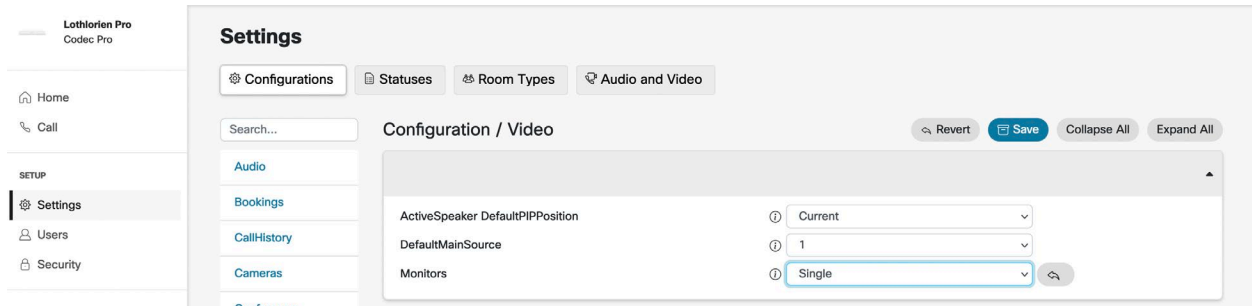 Lothlorien Pro
Codec Pro
Home
Call
SETUP
Settings
Users
Security
Settings
Configurations
Statuses
Room Types
Audio and Video
Search...
Audio
Bookings
CallHistory
Cameras
Configuration / Video
Revert
Save
Collapse All
Expand All
ActiveSpeaker DefaultPIPPosition
Current
DefaultMainSource
1
Monitors
Single